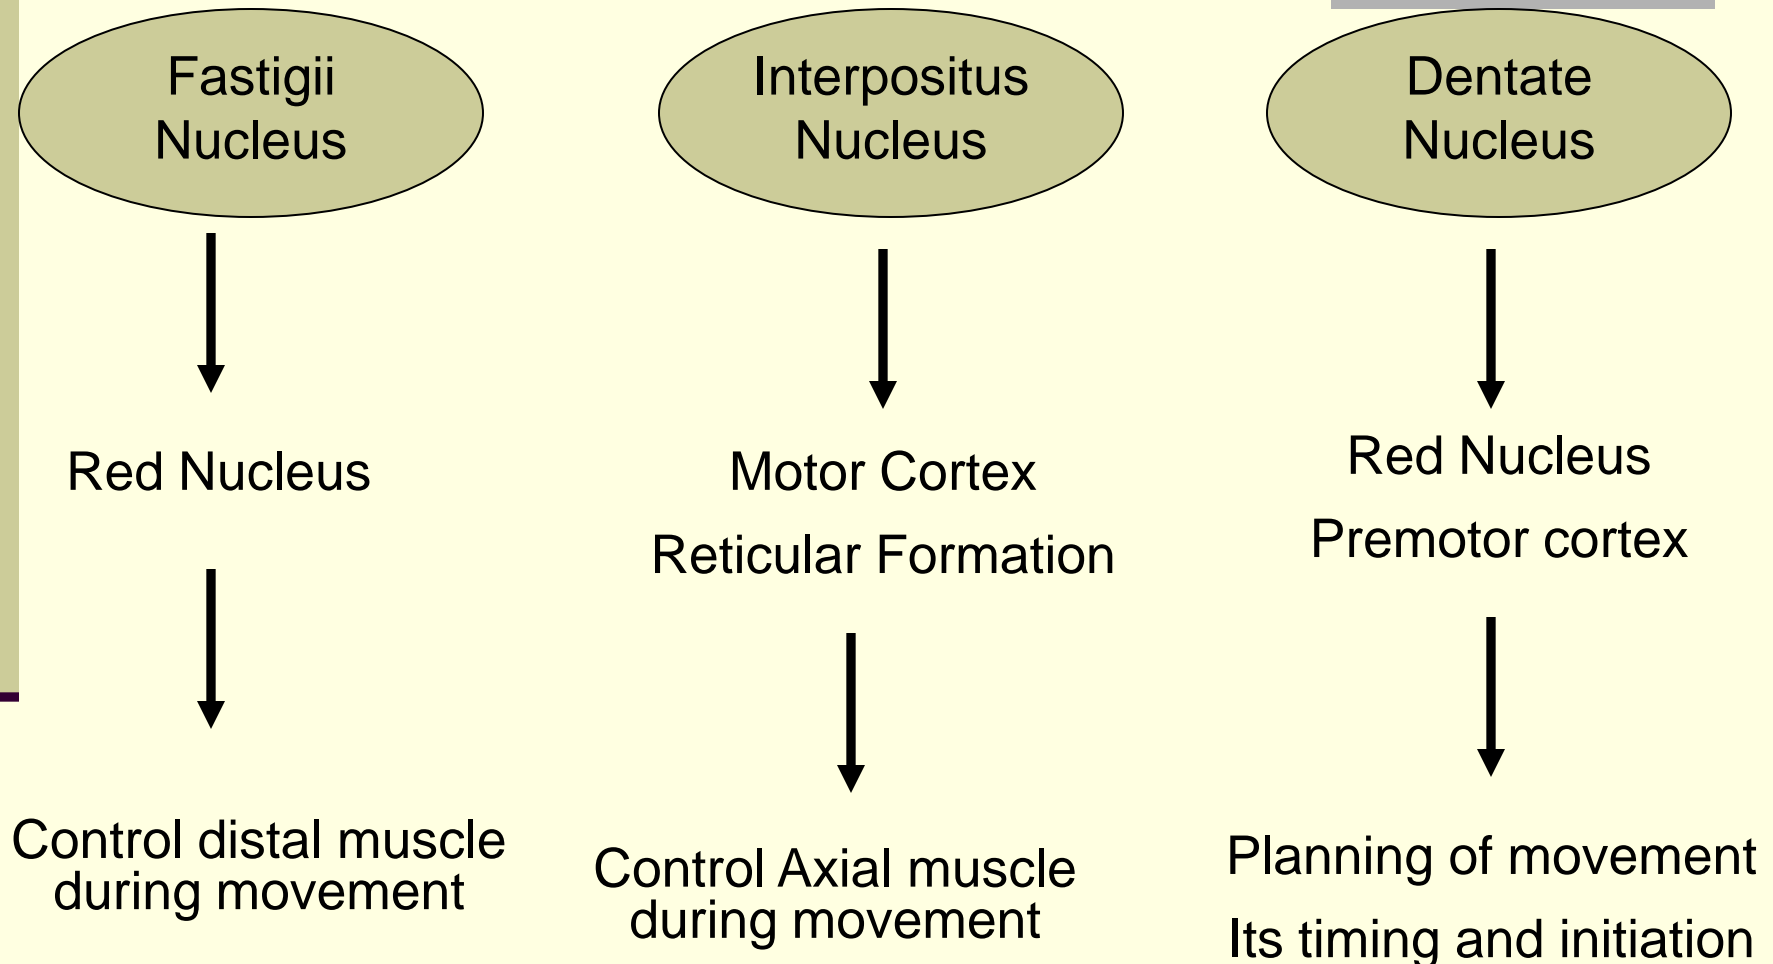 Fastigii
Nucleus
Red Nucleus
Control distal muscle
during movement
Interpositus
Nucleus
Motor Cortex
Reticular Formation
Control Axial muscle
during movement
Dentate
Nucleus
Red Nucleus
Premotor cortex
Planning of movement
Its timing and initiation